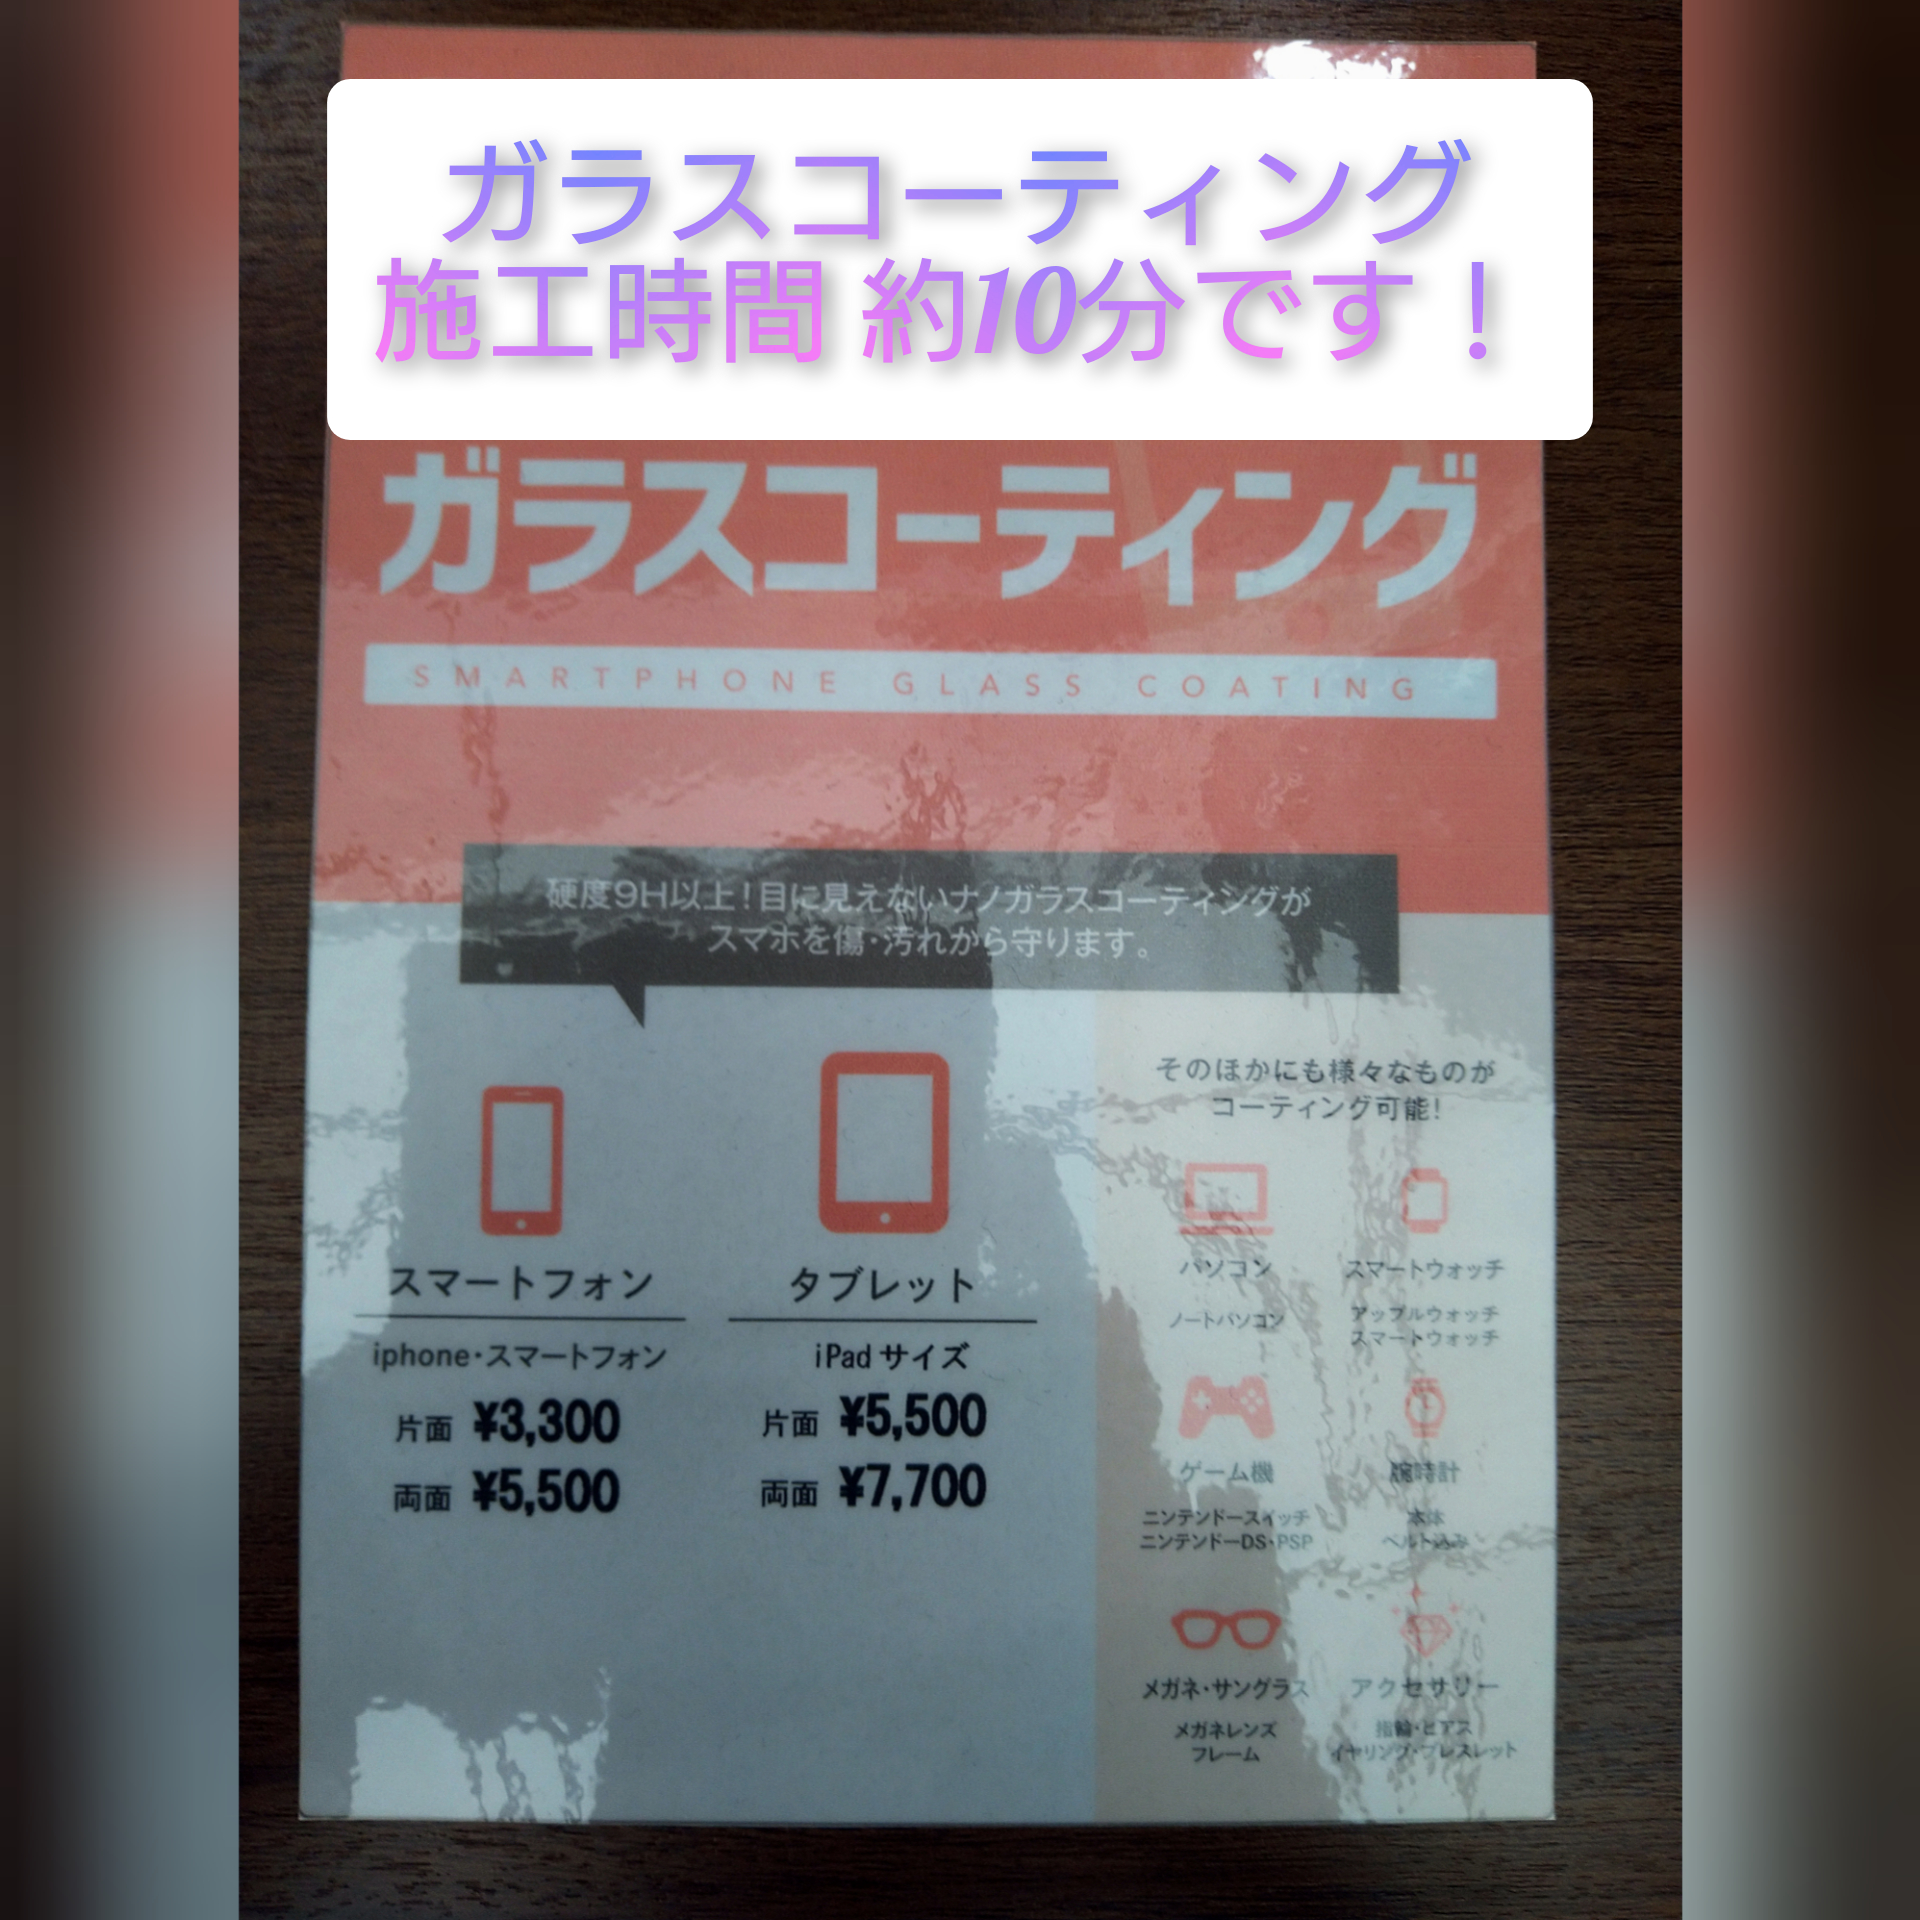 ガラスコーティング
施工時間 約10分です！
ガラスコーティング
SMARTPHONE GLASS COATING
硬度9H以上！目に見えないナノガラスコーティングが
スマホを傷・汚れから守ります。
そのほかにも様々なものが
コーティング可能！
スマートフォン
iphone・スマートフォン
片面 ¥3,300
両面 ¥5,500
タブレット
iPad サイズ
片面 ¥5,500
両面 ¥7,700
パソコン
ノートパソコン
スマートウォッチ
アップルウォッチ
スマートウォッチ
ゲーム機
ニンテンドースイッチ
ニンテンドーDS・PSP
腕時計
本体
ベルト込み
メガネ・サングラス
メガネレンズ
フレーム
アクセサリー
指輪・ピアス
イヤリング・ブレスレット